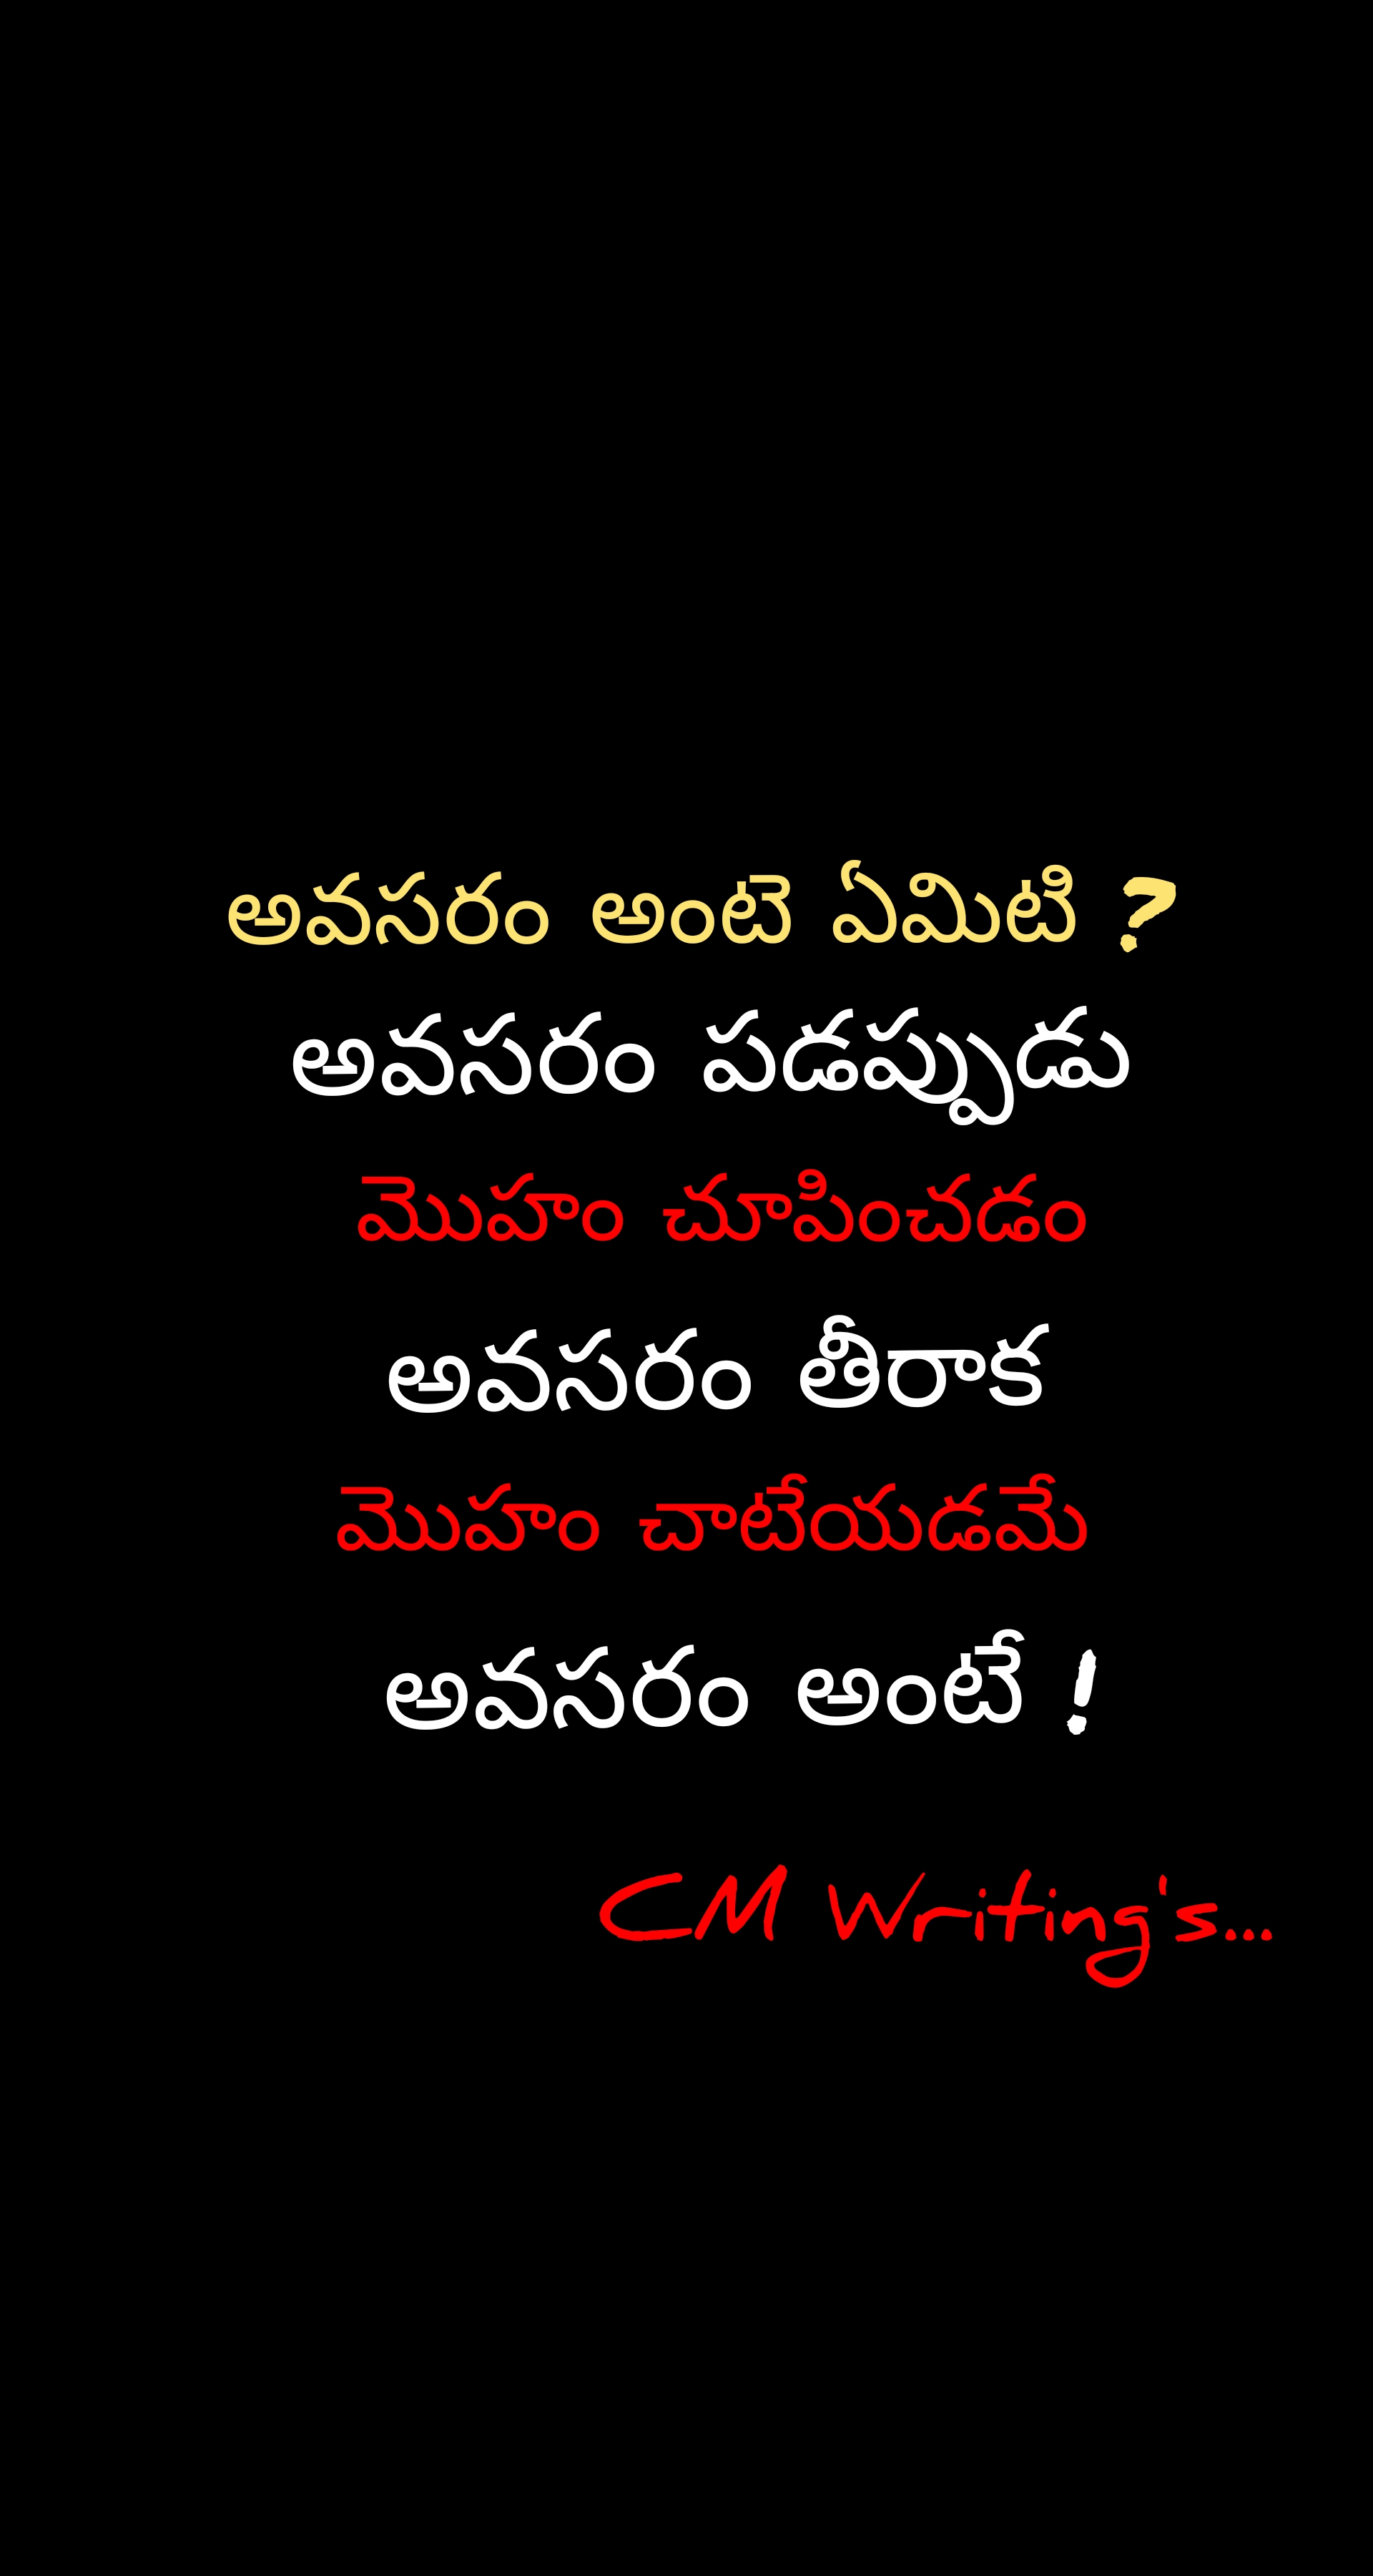 అవసరం అంటె ఏమిటి ?
అవసరం పడప్పుడు
మొహం చూపించడం
అవసరం తీరాక
మొహం చాటేయడమే
అవసరం అంటే !
CM Writing's...